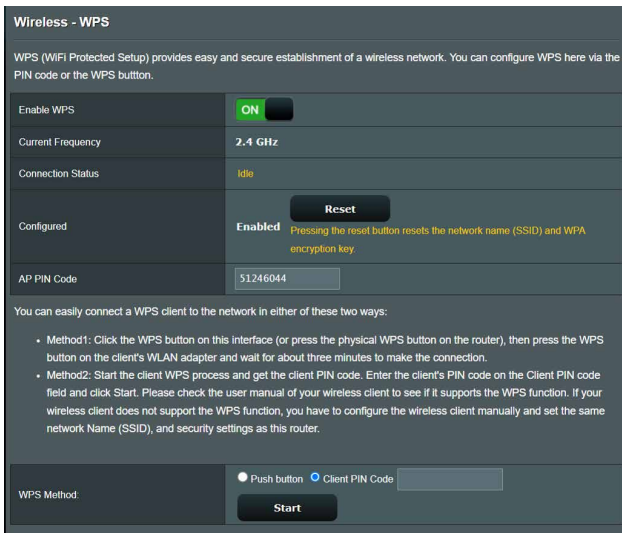 Wireless - WPS
WPS (WiFi Protected Setup) provides easy and secure establishment of a wireless network. You can configure WPS here via the
PIN code or the WPS buttton.
Enable WPS
ON
Current Frequency
2.4 GHz
Connection Status
Idle
Configured
Enabled
Reset
Pressing the reset button resets the network name (SSID) and WPA
encryption key.
AP PIN Code
51246044
You can easily connect a WPS client to the network in either of these two ways:
• Method1: Click the WPS button on this interface (or press the physical WPS button on the router), then press the WPS
button on the client's WLAN adapter and wait for about three minutes to make the connection.
• Method2: Start the client WPS process and get the client PIN code. Enter the client's PIN code on the Client PIN code
field and click Start. Please check the user manual of your wireless client to see if it supports the WPS function. If your
wireless client does not support the WPS function, you have to configure the wireless client manually and set the same
network Name (SSID), and security settings as this router.
WPS Method:
Push button
Client PIN Code
Start